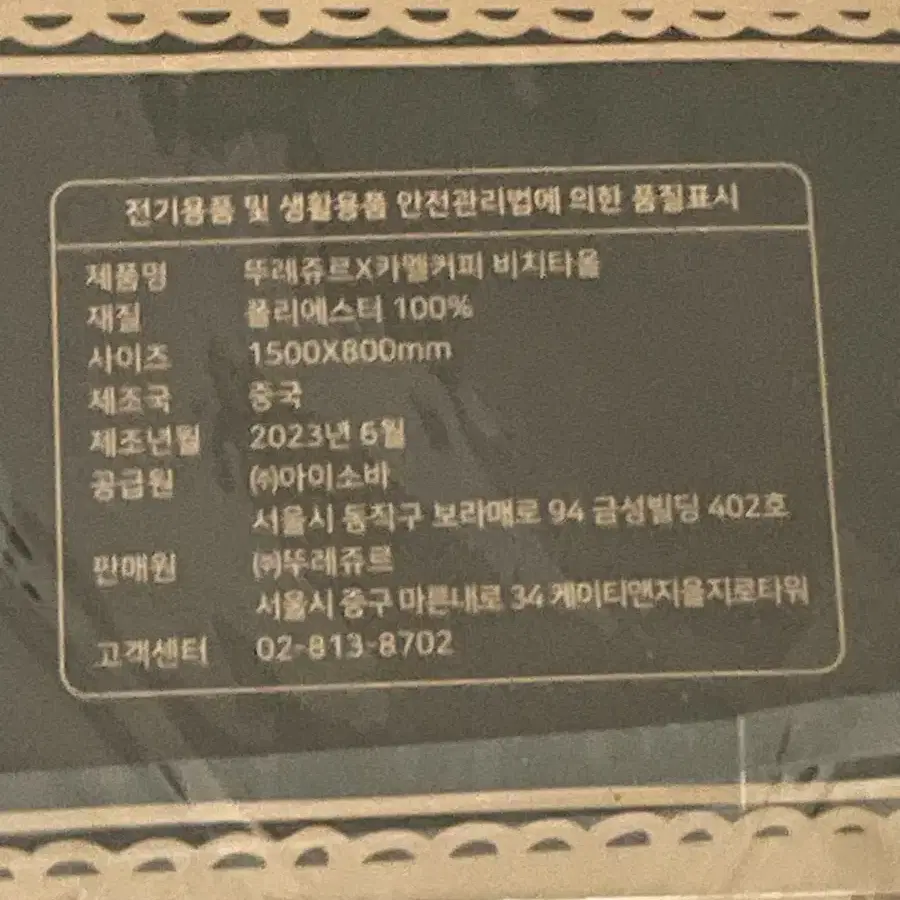 전기용품 및 생활용품 안전관리법에 의한 품질표시
제품명 뚜레쥬르X카멜커피 비치타올
재질 폴리에스터 100%
사이즈 1500X800mm
제조국 중국
제조년월 2023년 6월
공급원 ㈜아이소바
서울시 동작구 보라매로 94 금성빌딩 402호
판매원 ㈜뚜레쥬르
서울시 중구 마른내로 34 케이티앤지을지로타워
고객센터 02-813-8702